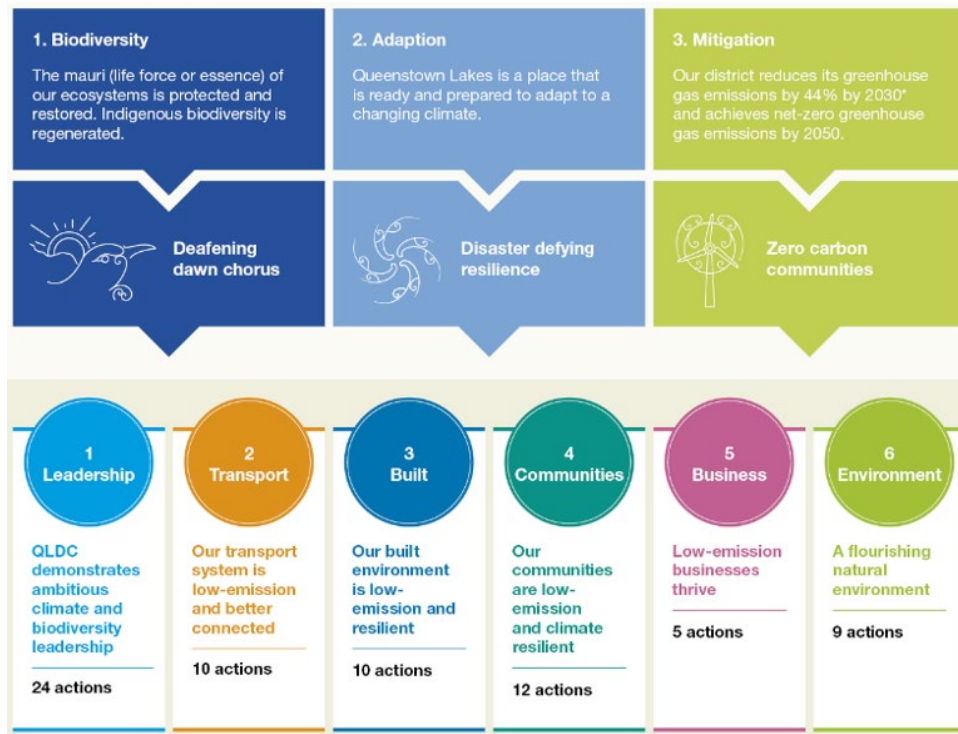 1. Biodiversity
The mauri (life force or essence) of
our ecosystems is protected and
restored. Indigenous biodiversity is
regenerated.
2. Adaption
Queenstown Lakes is a place that
is ready and prepared to adapt to a
changing climate.
3. Mitigation
Our district reduces its greenhouse
gas emissions by 44% by 2030*
and achieves net-zero greenhouse
gas emissions by 2050.
Deafening
dawn chorus
Disaster defying
resilience
Zero carbon
communities
1
Leadership
QLDC
demonstrates
ambitious
climate and
biodiversity
leadership
24 actions
2
Transport
Our transport
system is
low-emission
and better
connected
10 actions
3
Built
Our built
environment
is low-
emission and
resilient
10 actions
4
Communities
Our
communities
are low-
emission
and climate
resilient
12 actions
5
Business
Low-emission
businesses
thrive
5 actions
6
Environment
A flourishing
natural
environment
9 actions